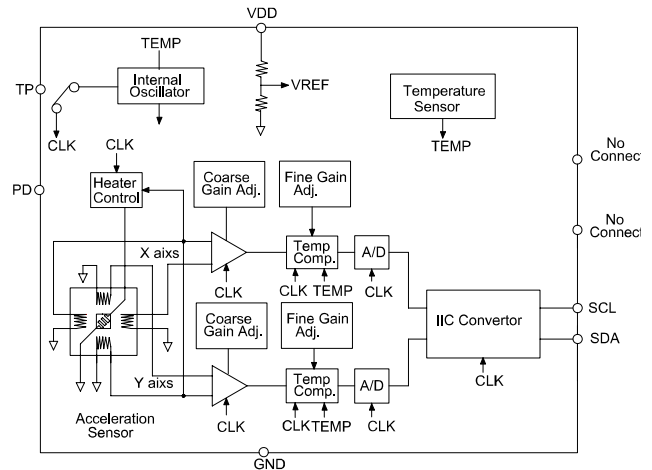 VDD
TEMP
TP
Internal
Oscillator
VREF
Temperature
Sensor
CLK
TEMP
CLK
No
Connect
PD
Heater
Control
Coarse
Gain Adj.
Fine Gain
Adj.
No
Connect
X aixs
Temp
Comp.
A/D
CLK
CLK
TEMP
CLK
IIC Convertor
SCL
SDA
Coarse
Gain Adj.
Fine Gain
Adj.
CLK
Y aixs
Temp
Comp.
A/D
CLK
CLK
TEMP
CLK
Acceleration
Sensor
GND